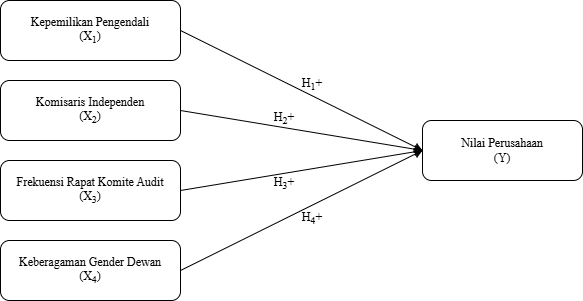 Kepemilikan Pengendali
(X₁)
H₁+
Komisaris Independen
(X₂)
H₂+
Nilai Perusahaan
(Y)
Frekuensi Rapat Komite Audit
(X₃)
H₃+
H₄+
Keberagaman Gender Dewan
(X₄)